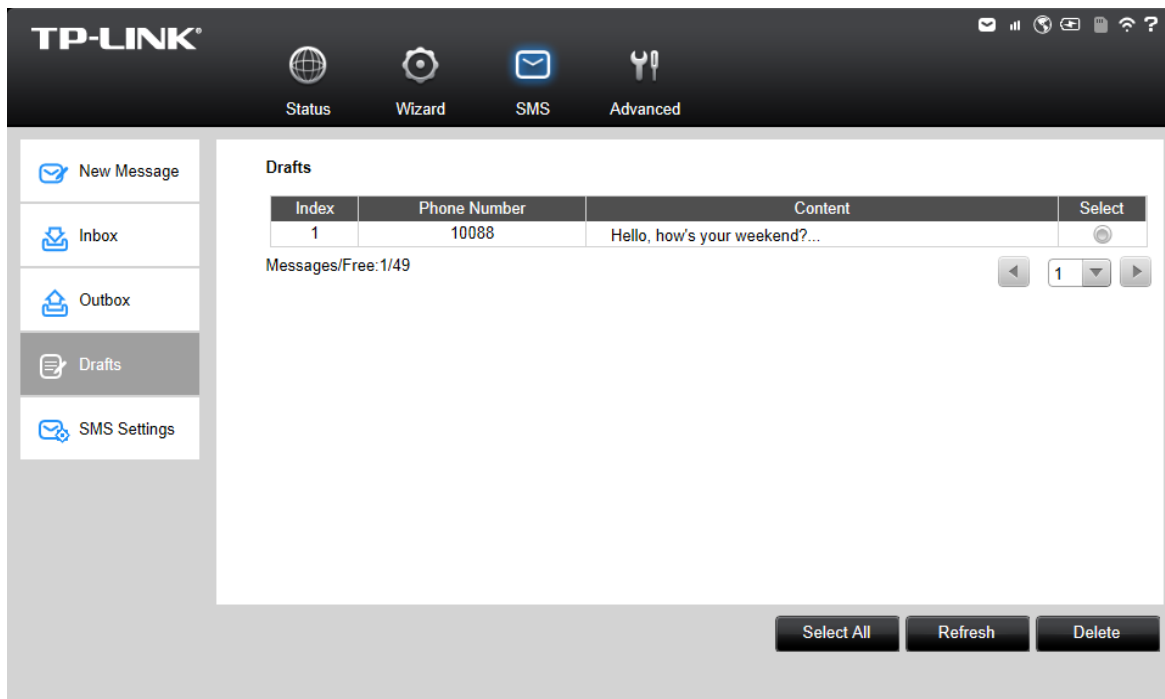 TP-LINK®
?
Status Wizard SMS Advanced
New Message
Inbox
Outbox
Drafts
SMS Settings
Drafts
Index Phone Number Content Select
1 10088 Hello, how's your weekend?...
Messages/Free:1/49
1
Select All Refresh Delete